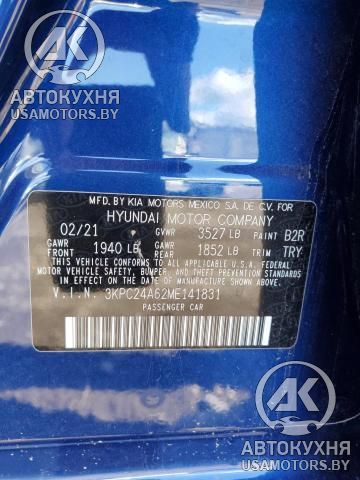 АК
АВТОКУХНЯ
USAMOTORS.BY
MFD. BY KIA MOTORS MEXICO S.A. DE C.V. FOR
HYUNDAI MOTOR COMPANY
02/21 GVWR 3527 LB PAINT B2R
GAWR FRONT 1940 LB GAWR REAR 1852 LB TRIM TRY
THIS VEHICLE CONFORMS TO ALL APPLICABLE U.S.A. FEDERAL MOTOR VEHICLE
SAFETY, BUMPER, AND THEFT PREVENTION STANDARDS IN EFFECT ON THE DATE OF
MANUFACTURE SHOWN ABOVE.
V.I.N. 3KPC24A62ME141831
PASSENGER CAR
АК
АВТОКУХНЯ
USAMOTORS.BY